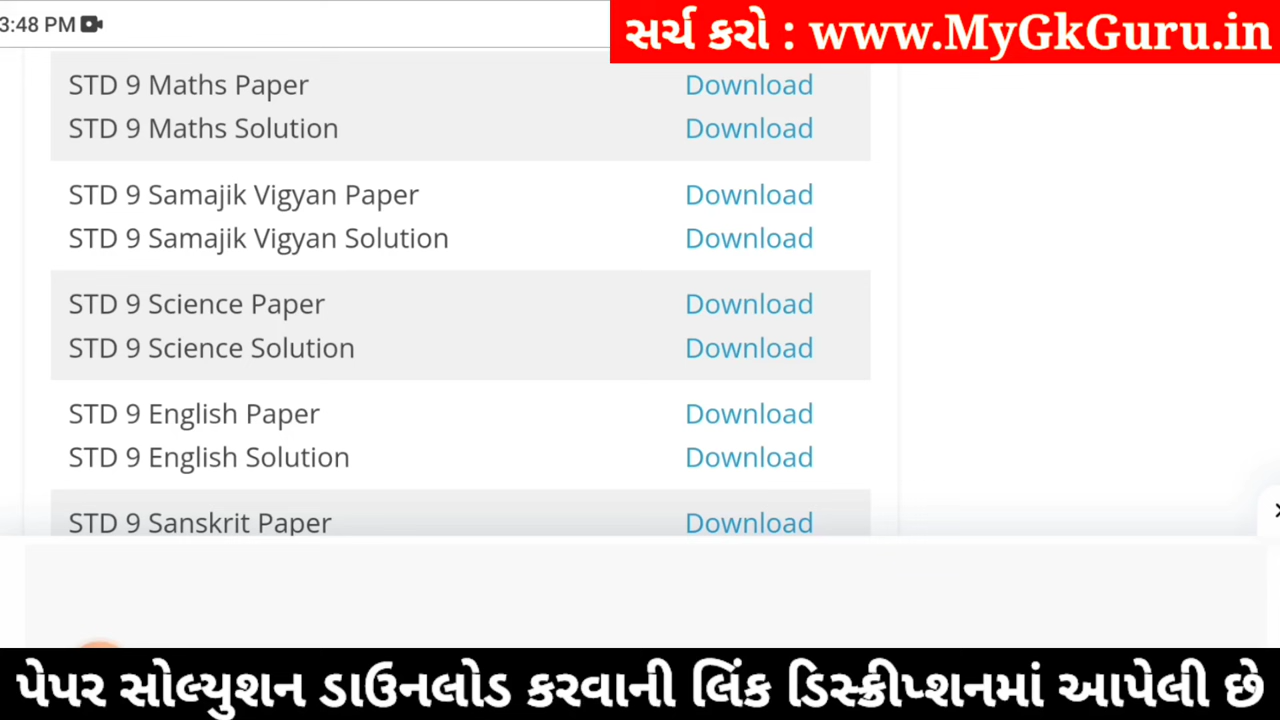 3:48 PM
સર્ચ કરો : www.MyGkGuru.in
STD 9 Maths Paper Download
STD 9 Maths Solution Download
STD 9 Samajik Vigyan Paper Download
STD 9 Samajik Vigyan Solution Download
STD 9 Science Paper Download
STD 9 Science Solution Download
STD 9 English Paper Download
STD 9 English Solution Download
STD 9 Sanskrit Paper Download
પેપર સોલ્યુશન ડાઉનલોડ કરવાની લિંક ડિસ્ક્રીપ્શનમાં આપેલી છે